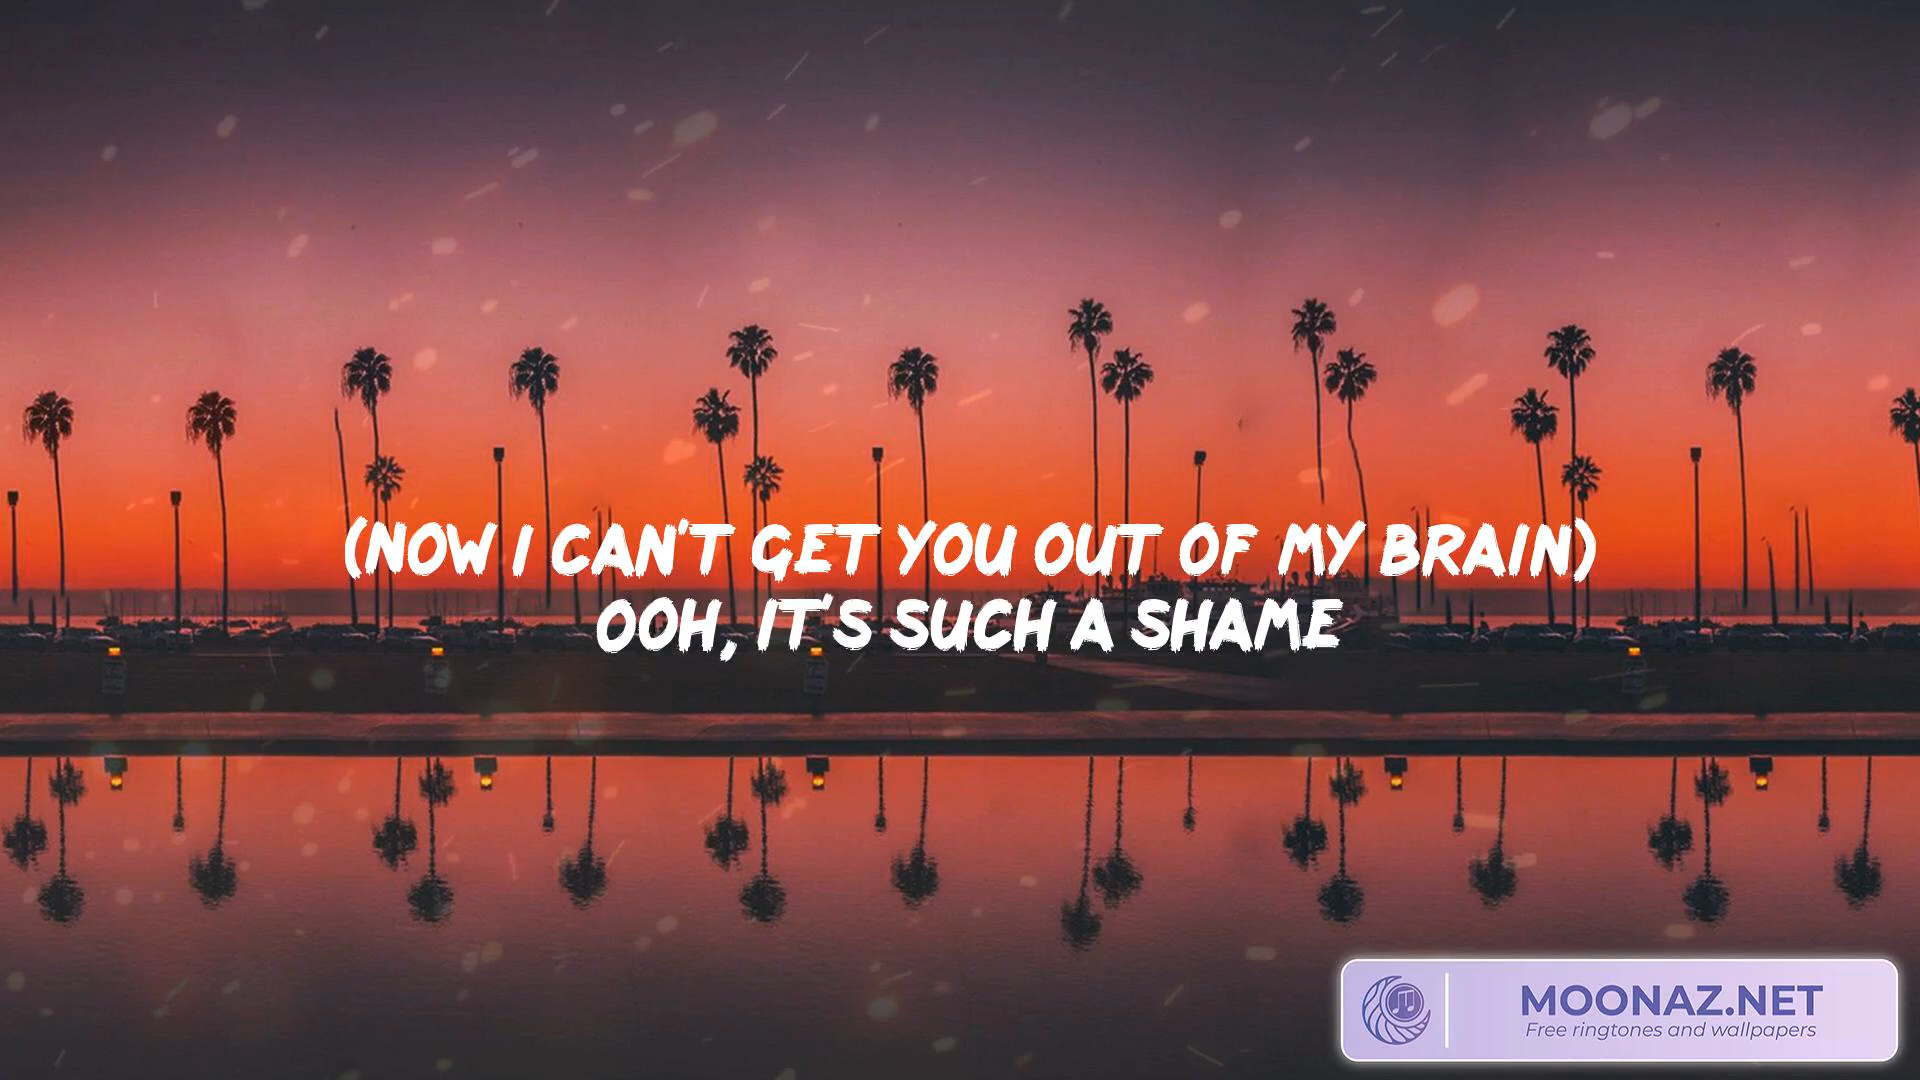 (NOW I CAN'T GET YOU OUT OF MY BRAIN)
OOH, IT'S SUCH A SHAME
MOONAZ.NET
Free ringtones and wallpapers